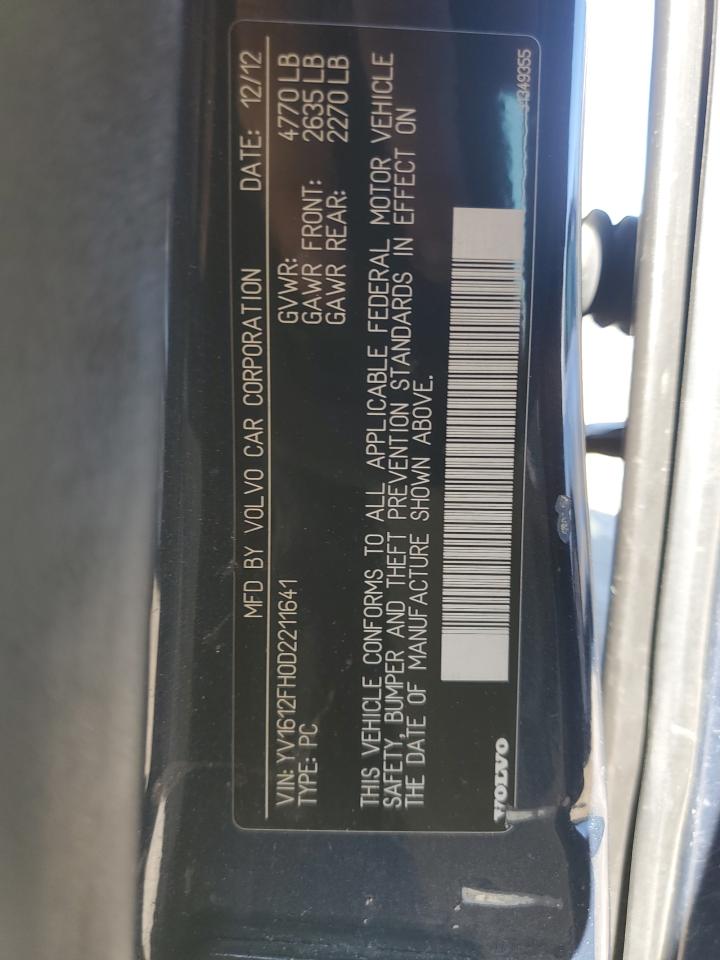 MFD BY VOLVO CAR CORPORATION DATE: 12/12
VIN: YV1612FH0D2211641 GVWR: 4770 LB
TYPE: PC GAWR FRONT: 2635 LB
GAWR REAR: 2270 LB
THIS VEHICLE CONFORMS TO ALL APPLICABLE FEDERAL MOTOR VEHICLE
SAFETY, BUMPER AND THEFT PREVENTION STANDARDS IN EFFECT ON
THE DATE OF MANUFACTURE SHOWN ABOVE.
VOLVO 31349355